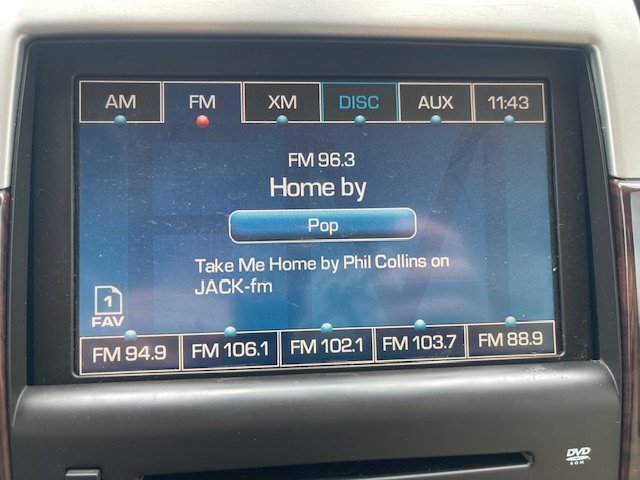 AM FM XM DISC AUX 11:43
FM 96.3
Home by
Pop
Take Me Home by Phil Collins on
JACK-fm
1
FAV
FM 94.9 FM 106.1 FM 102.1 FM 103.7 FM 88.9
DVD
ROM